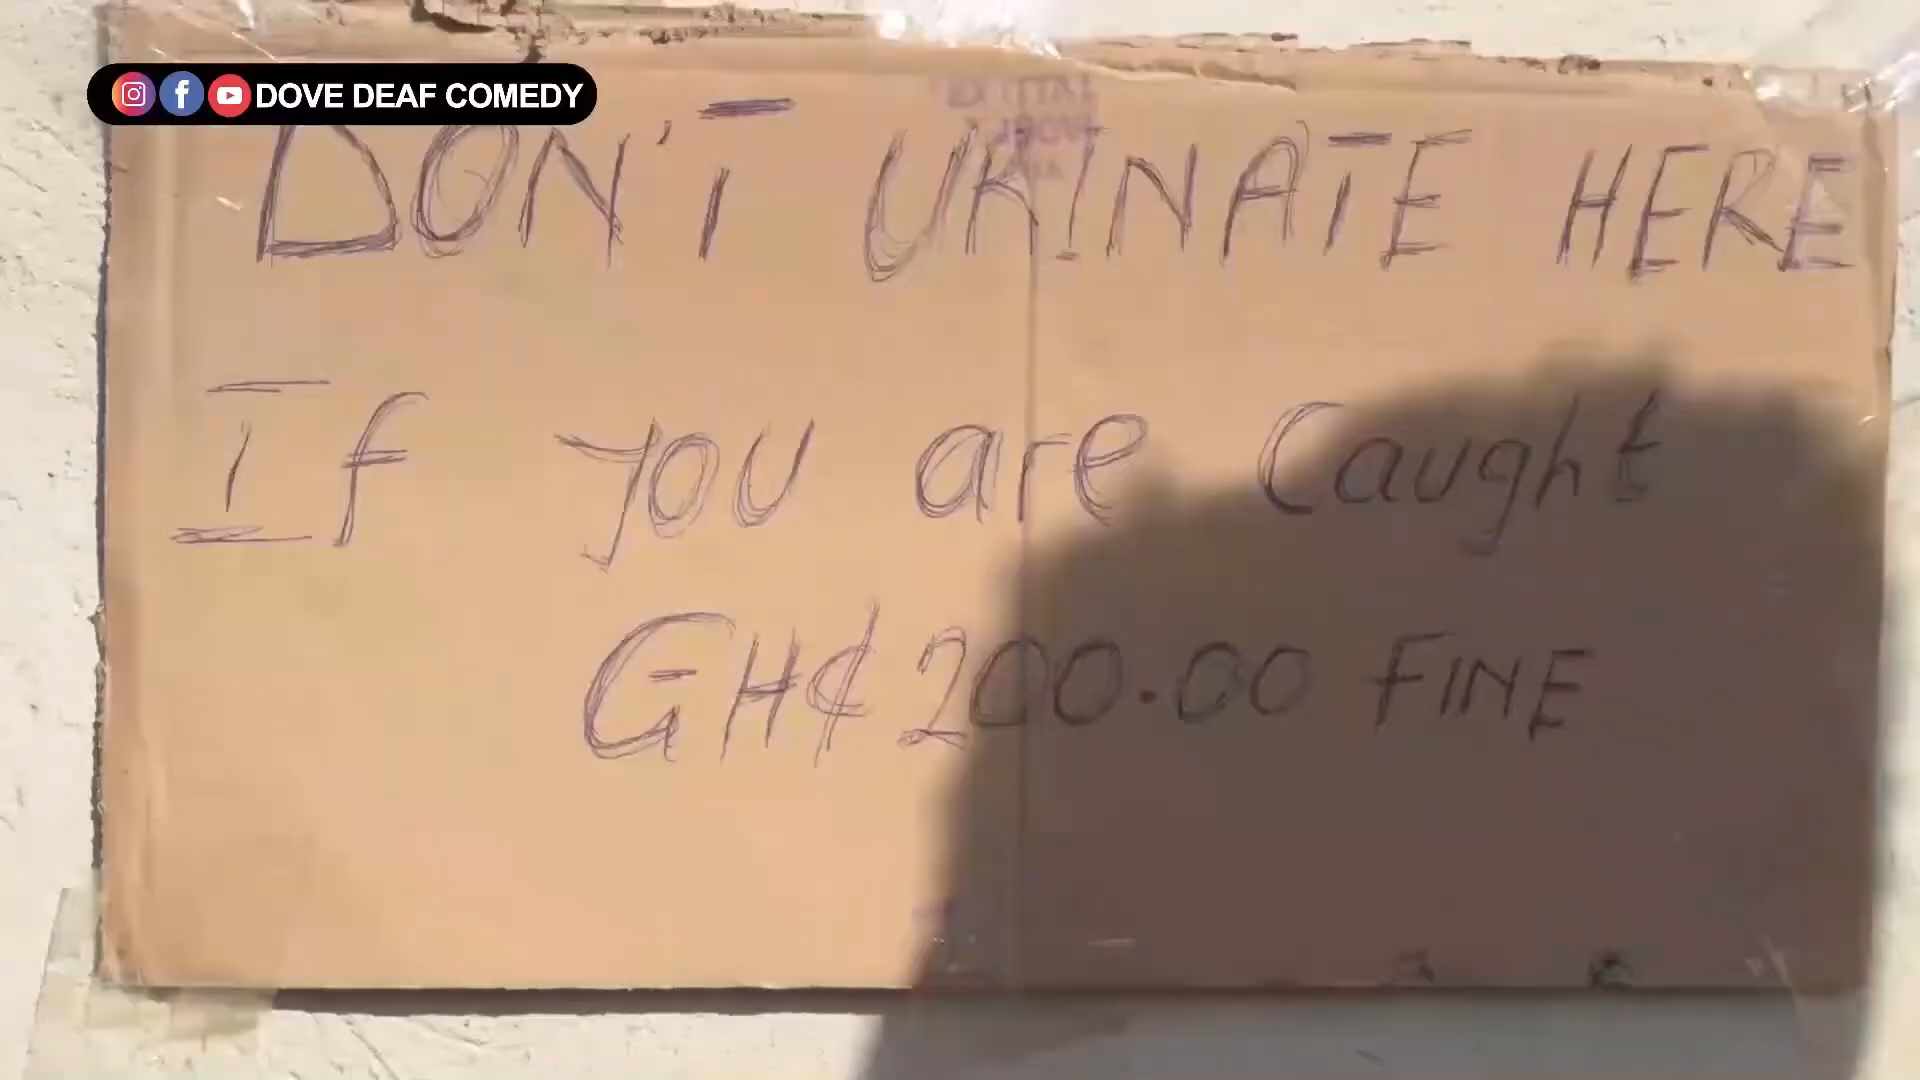 DOVE DEAF COMEDY
DON'T URINATE HERE
If you are Caught
GH¢200.00 FINE